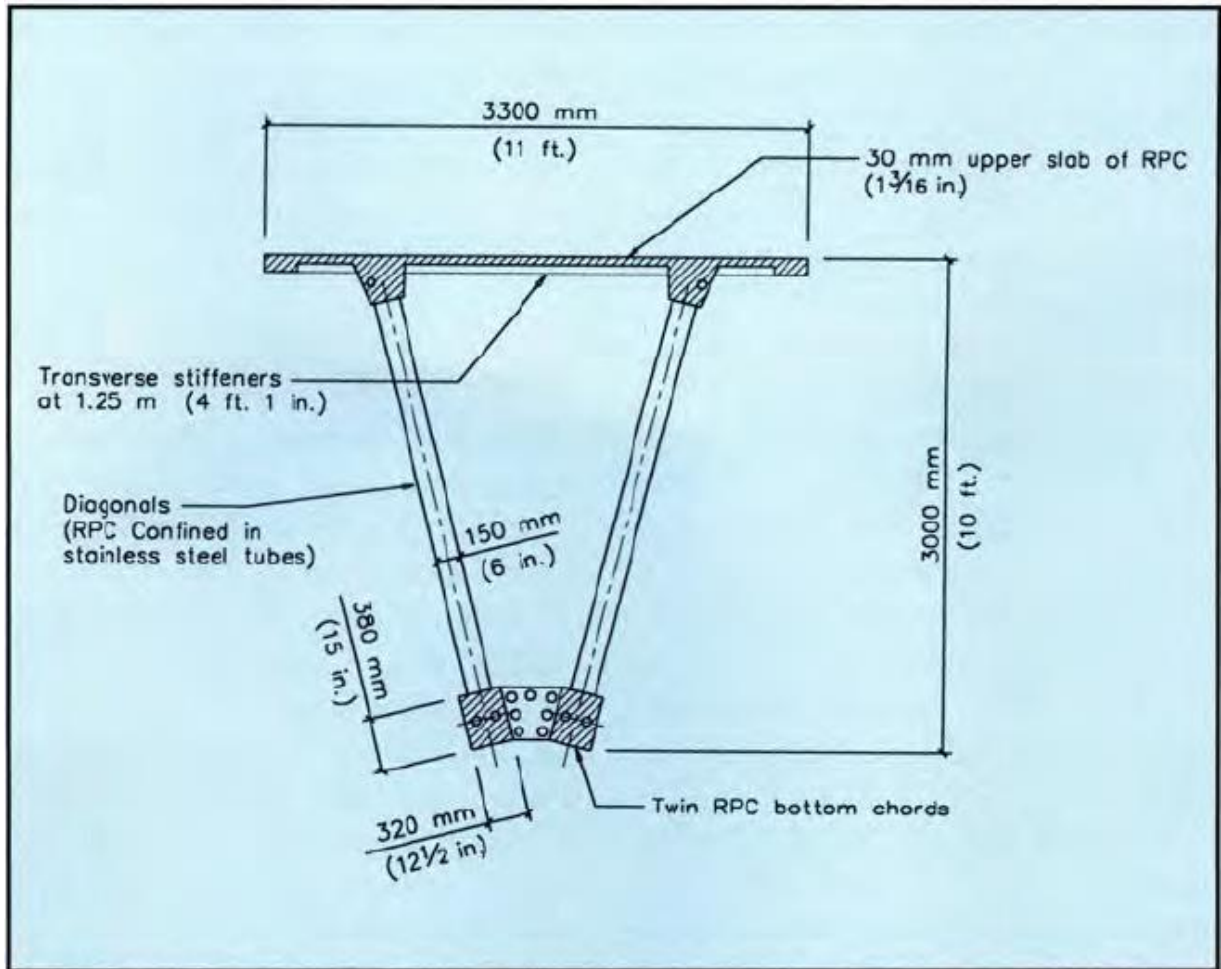 3300 mm
(11 ft.)
30 mm upper slab of RPC
(1 3/16 in.)
Transverse stiffeners
at 1.25 m (4 ft. 1 in.)
Diagonals
(RPC Confined in
stainless steel tubes)
150 mm
(6 in.)
3000 mm
(10 ft.)
380 mm
(15 in.)
320 mm
(12 1/2 in.)
Twin RPC bottom chords